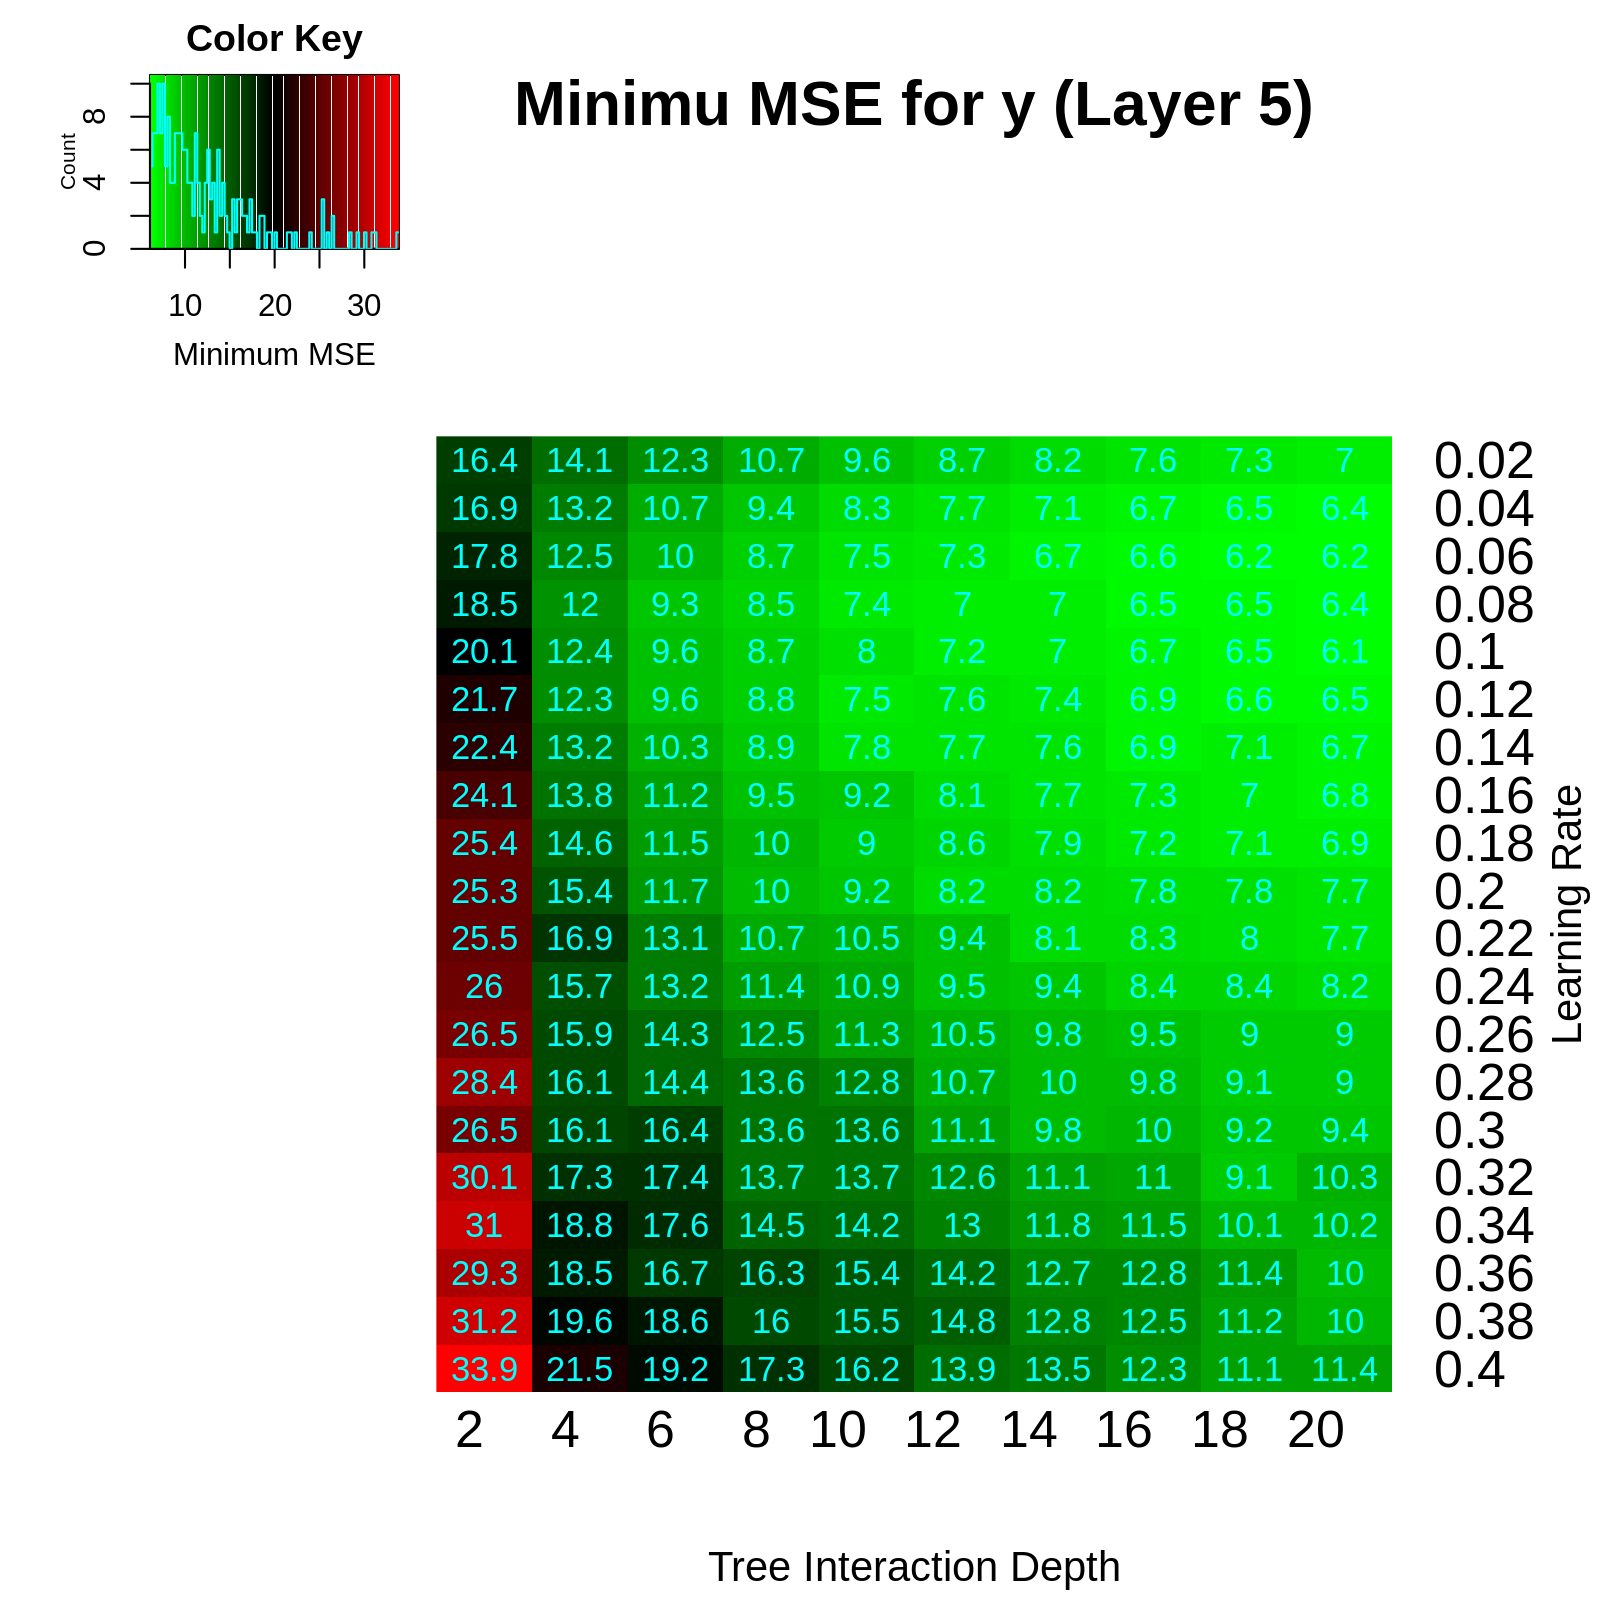 Color Key
Minimu MSE for y (Layer 5)
Count
0 4 8
10 20 30
Minimum MSE
16.4 14.1 12.3 10.7 9.6 8.7 8.2 7.6 7.3 7 0.02
16.9 13.2 10.7 9.4 8.3 7.7 7.1 6.7 6.5 6.4 0.04
17.8 12.5 10 8.7 7.5 7.3 6.7 6.6 6.2 6.2 0.06
18.5 12 9.3 8.5 7.4 7 7 6.5 6.5 6.4 0.08
20.1 12.4 9.6 8.7 8 7.2 7 6.7 6.5 6.1 0.1
21.7 12.3 9.6 8.8 7.5 7.6 7.4 6.9 6.6 6.5 0.12
22.4 13.2 10.3 8.9 7.8 7.7 7.6 6.9 7.1 6.7 0.14
24.1 13.8 11.2 9.5 9.2 8.1 7.7 7.3 7 6.8 0.16
25.4 14.6 11.5 10 9 8.6 7.9 7.2 7.1 6.9 0.18
25.3 15.4 11.7 10 9.2 8.2 8.2 7.8 7.8 7.7 0.2
25.5 16.9 13.1 10.7 10.5 9.4 8.1 8.3 8 7.7 0.22
26 15.7 13.2 11.4 10.9 9.5 9.4 8.4 8.4 8.2 0.24
26.5 15.9 14.3 12.5 11.3 10.5 9.8 9.5 9 9 0.26
28.4 16.1 14.4 13.6 12.8 10.7 10 9.8 9.1 9 0.28
26.5 16.1 16.4 13.6 13.6 11.1 9.8 10 9.2 9.4 0.3
30.1 17.3 17.4 13.7 13.7 12.6 11.1 11 9.1 10.3 0.32
31 18.8 17.6 14.5 14.2 13 11.8 11.5 10.1 10.2 0.34
29.3 18.5 16.7 16.3 15.4 14.2 12.7 12.8 11.4 10 0.36
31.2 19.6 18.6 16 15.5 14.8 12.8 12.5 11.2 10 0.38
33.9 21.5 19.2 17.3 16.2 13.9 13.5 12.3 11.1 11.4 0.4
Learning Rate
2 4 6 8 10 12 14 16 18 20
Tree Interaction Depth